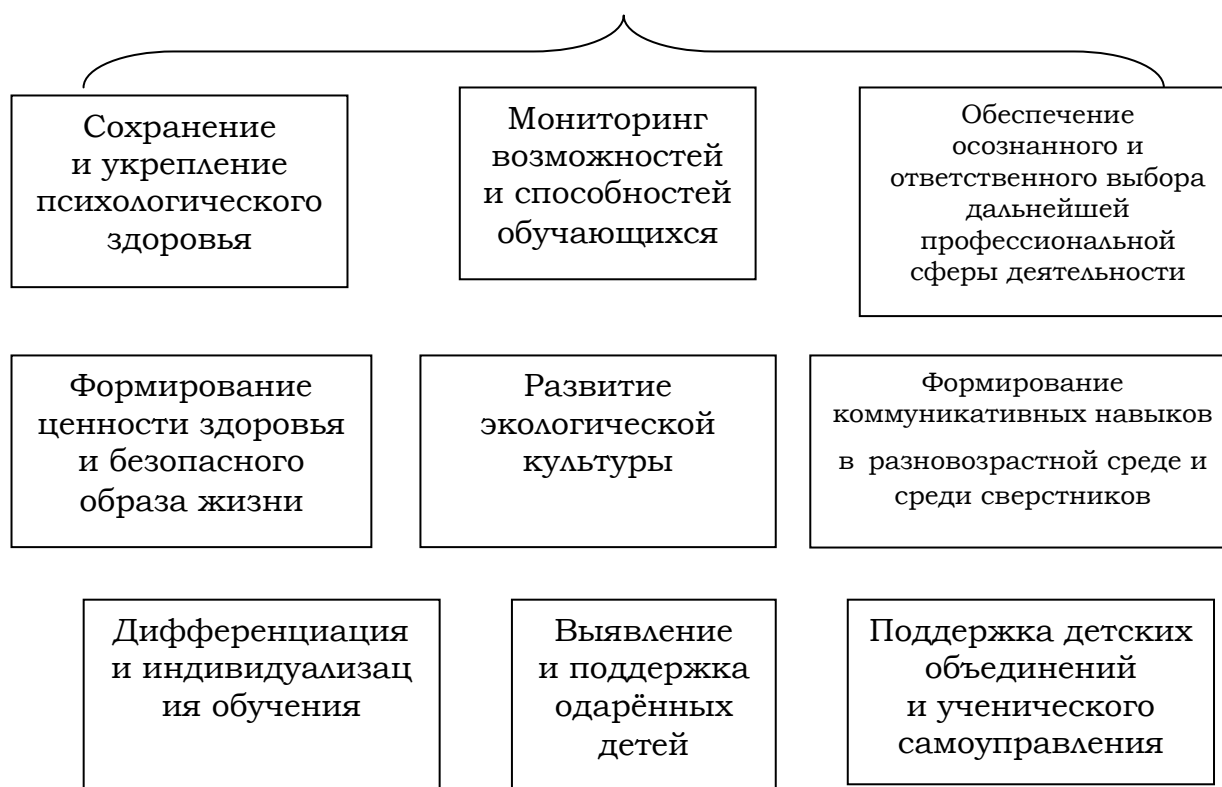 Сохранение
и укрепление
психологического
здоровья
Мониторинг
возможностей
и способностей
обучающихся
Обеспечение
осознанного и
ответственного выбора
дальнейшей
профессиональной
сферы деятельности
Формирование
ценности здоровья
и безопасного
образа жизни
Развитие
экологической
культуры
Формирование
коммуникативных навыков
в разновозрастной среде и
среди сверстников
Дифференциация
и индивидуализац
ия обучения
Выявление
и поддержка
одарённых
детей
Поддержка детских
объединений
и ученического
самоуправления